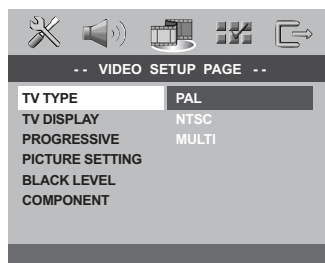 -- VIDEO SETUP PAGE --
TV TYPE PAL
TV DISPLAY NTSC
PROGRESSIVE MULTI
PICTURE SETTING
BLACK LEVEL
COMPONENT